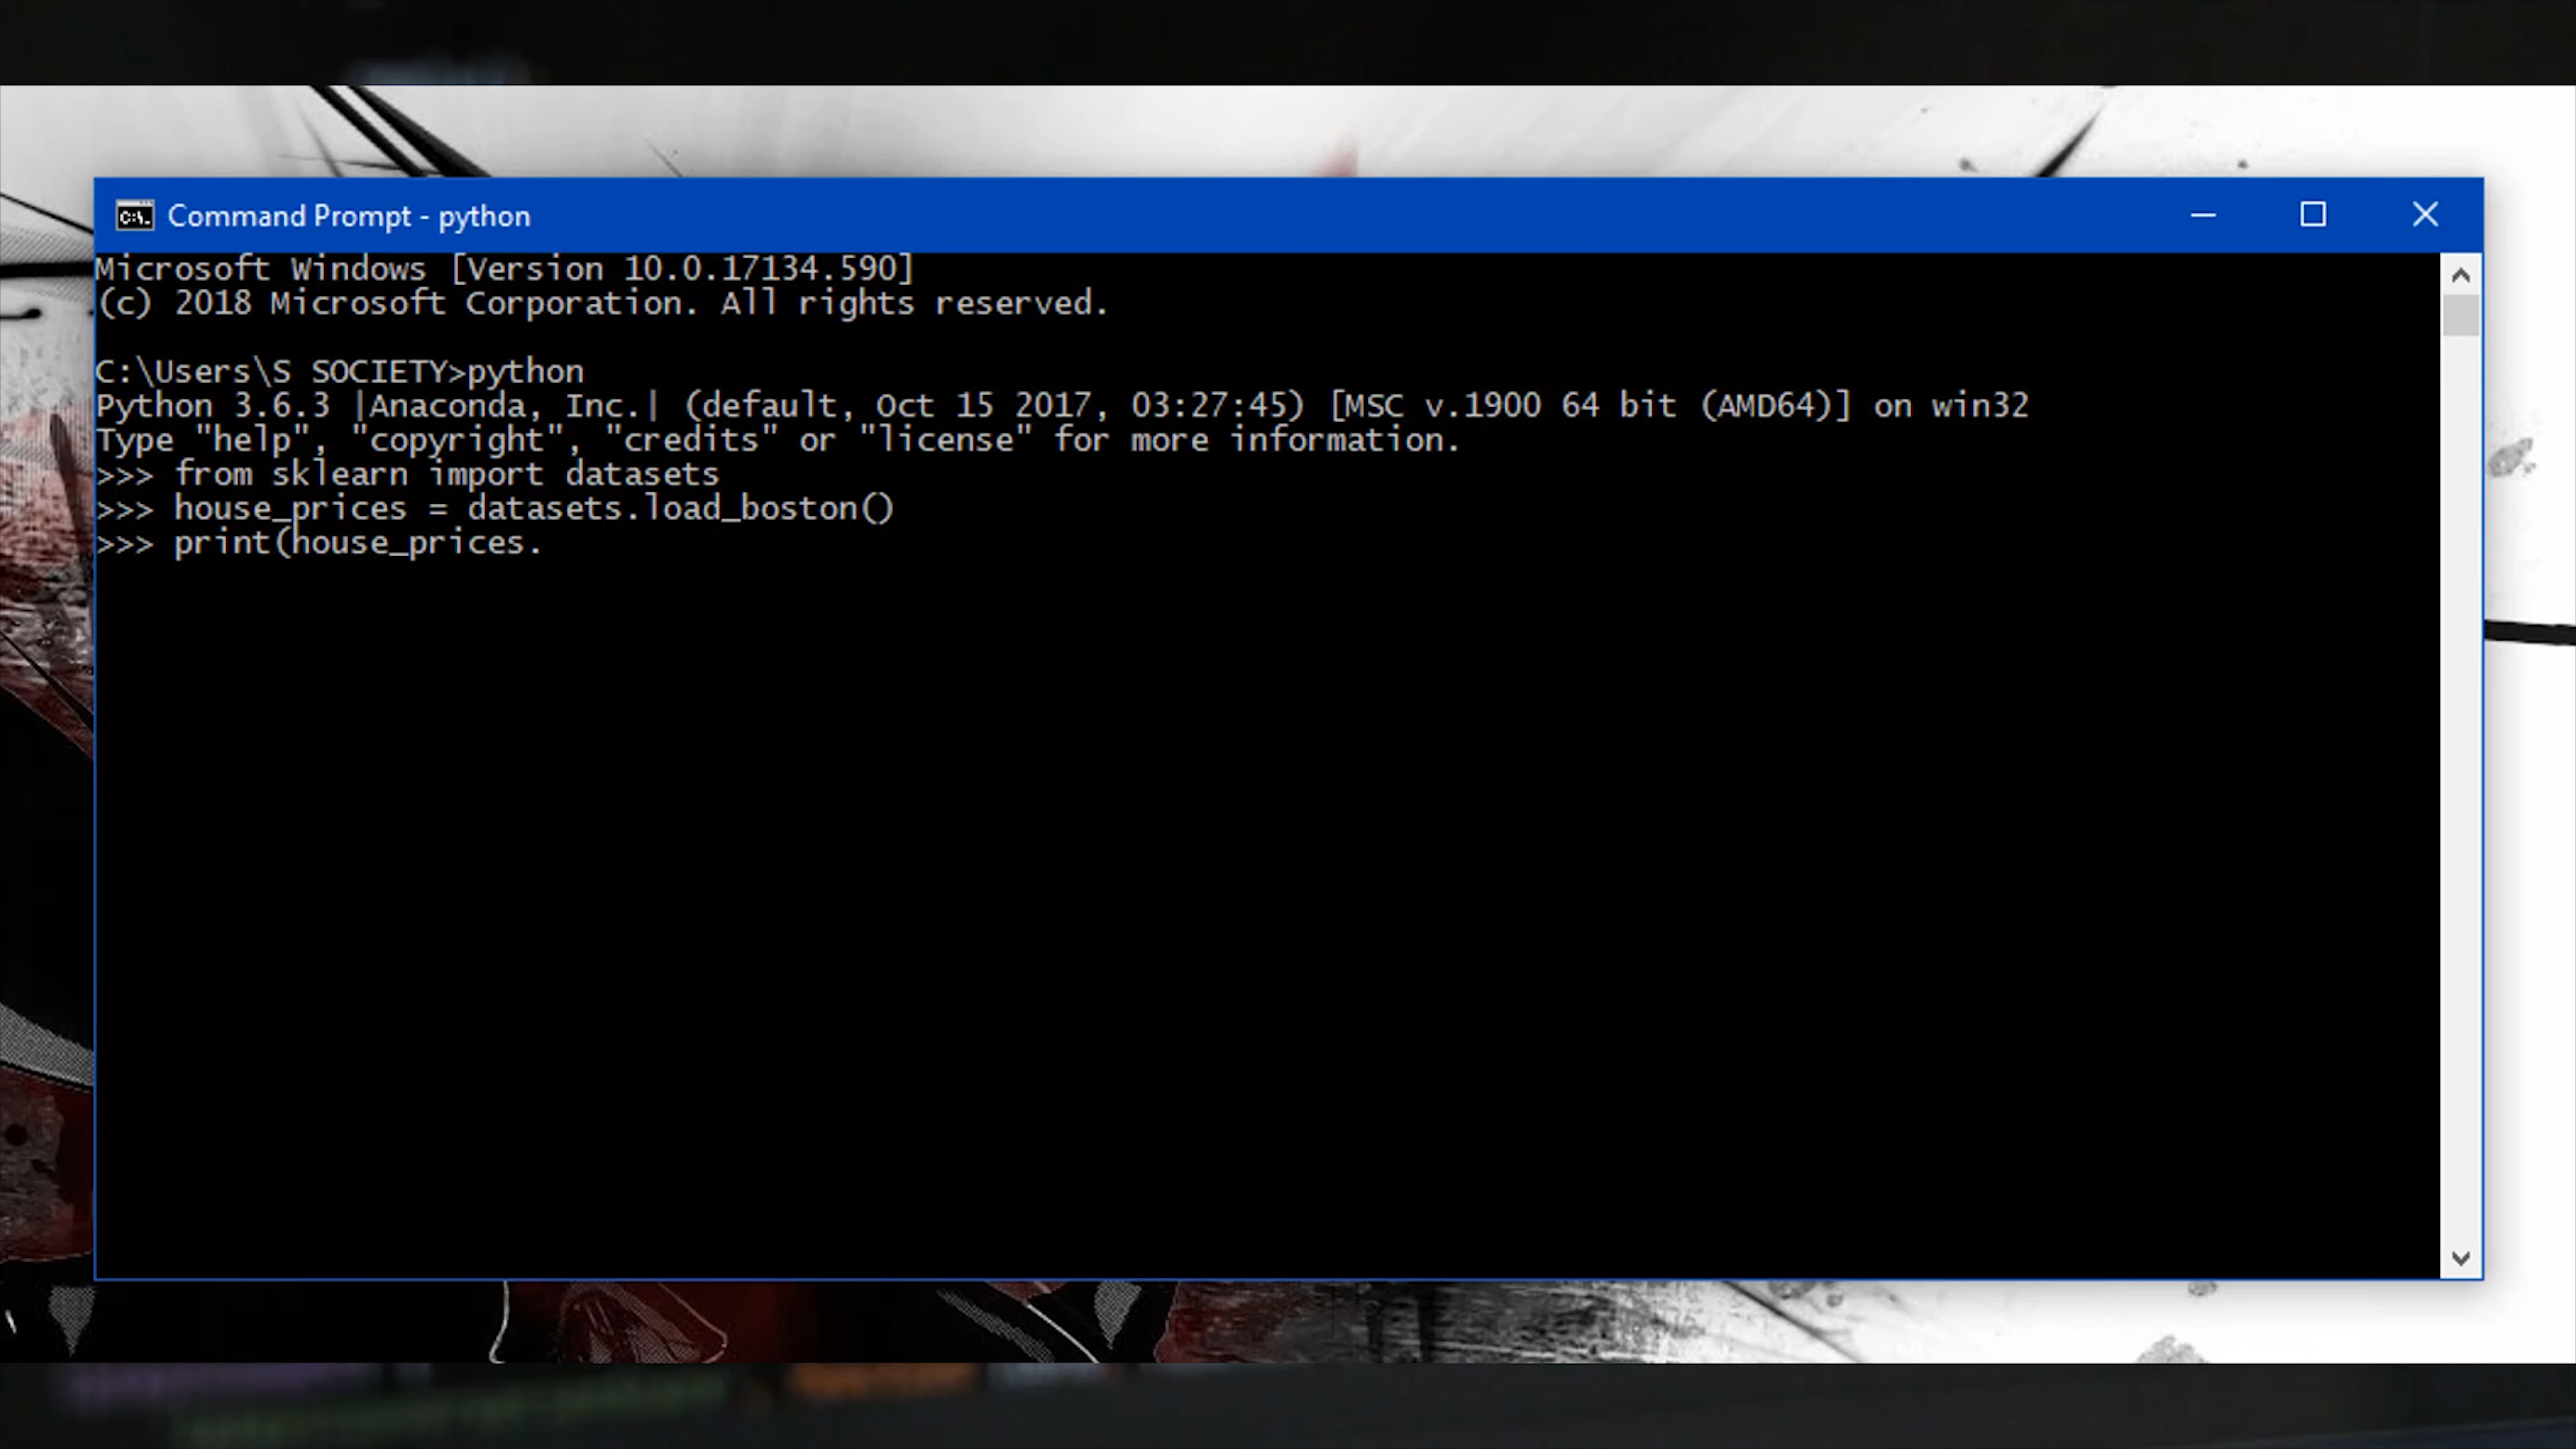 Command Prompt - python
Microsoft Windows [Version 10.0.17134.590]
(c) 2018 Microsoft Corporation. All rights reserved.
C:\Users\S SOCIETY>python
Python 3.6.3 |Anaconda, Inc.| (default, Oct 15 2017, 03:27:45) [MSC v.1900 64 bit (AMD64)] on win32
Type "help", "copyright", "credits" or "license" for more information.
>>> from sklearn import datasets
>>> house_prices = datasets.load_boston()
>>> print(house_prices.